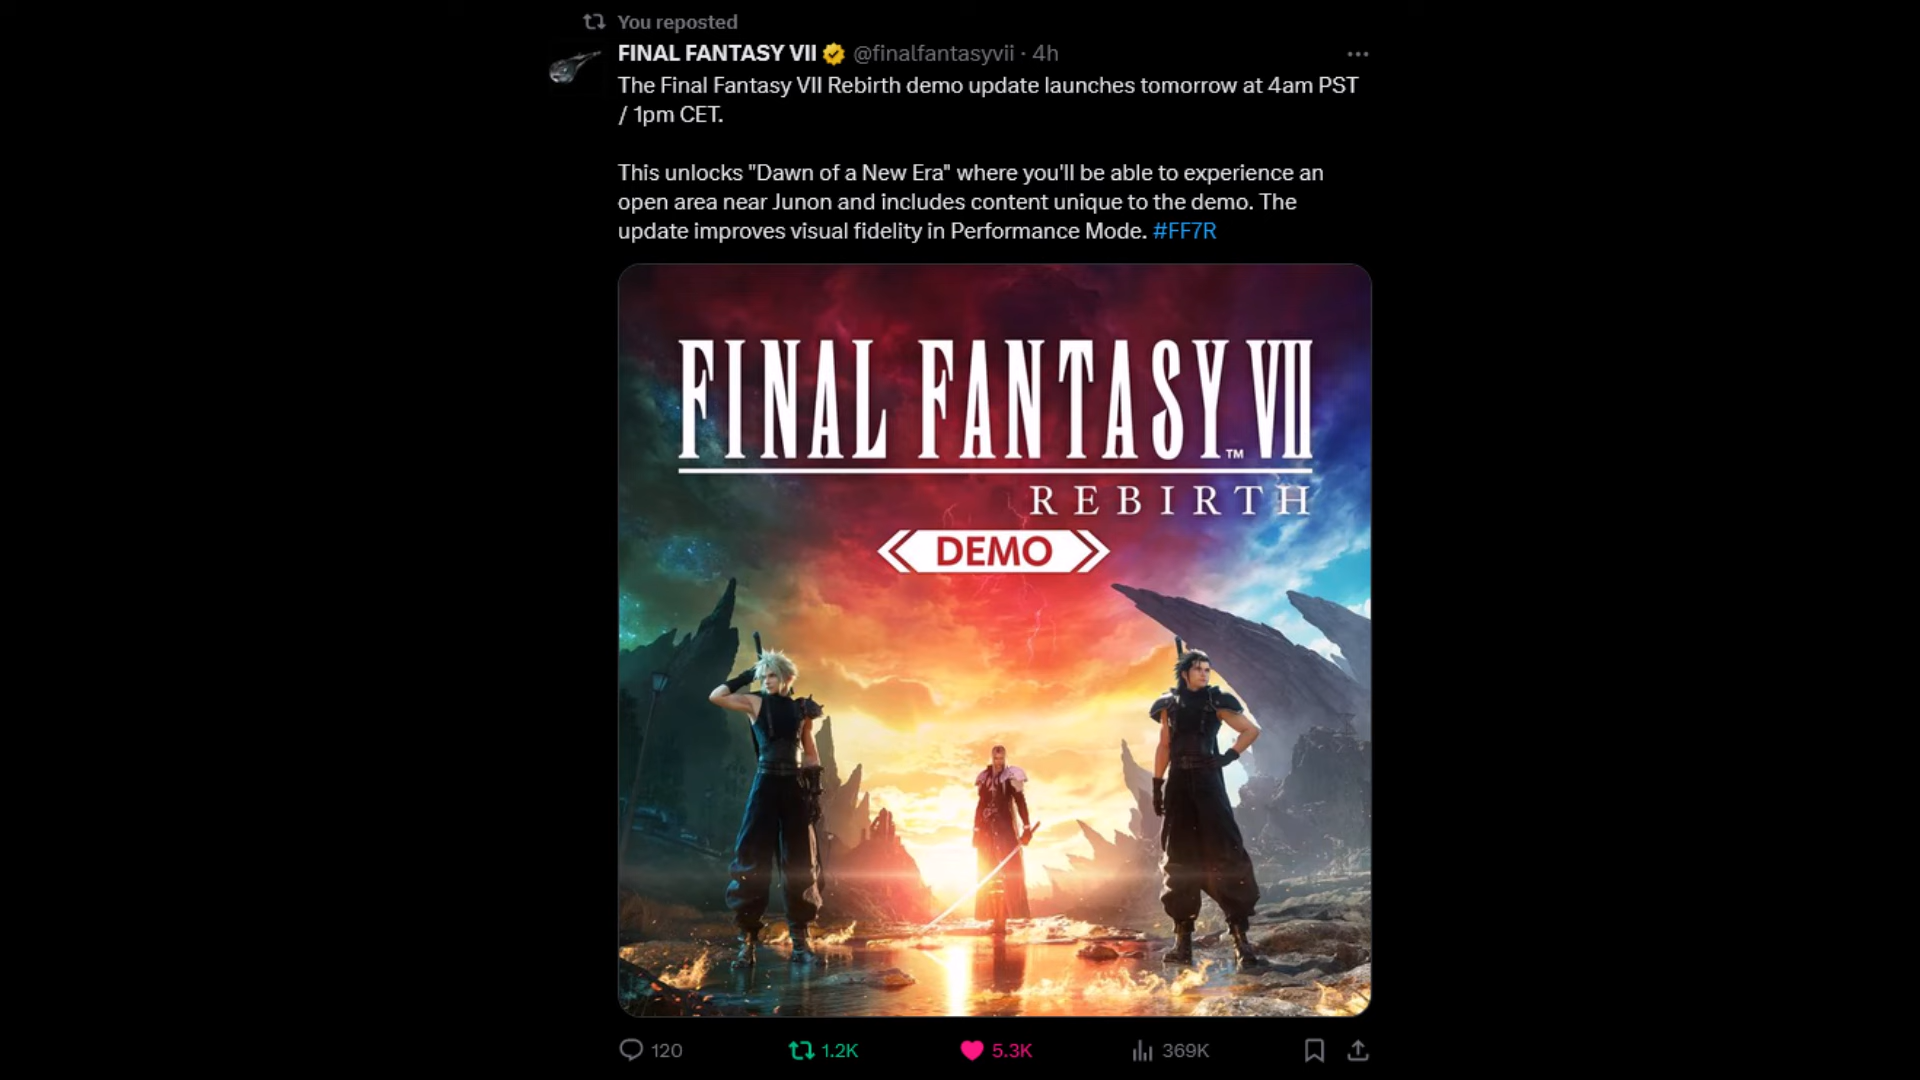 You reposted
FINAL FANTASY VII @finalfantasyvii · 4h
The Final Fantasy VII Rebirth demo update launches tomorrow at 4am PST
/ 1pm CET.
This unlocks "Dawn of a New Era" where you'll be able to experience an
open area near Junon and includes content unique to the demo. The
update improves visual fidelity in Performance Mode. #FF7R
FINAL FANTASY™ VII
REBIRTH
DEMO
120 1.2K 5.3K 369K